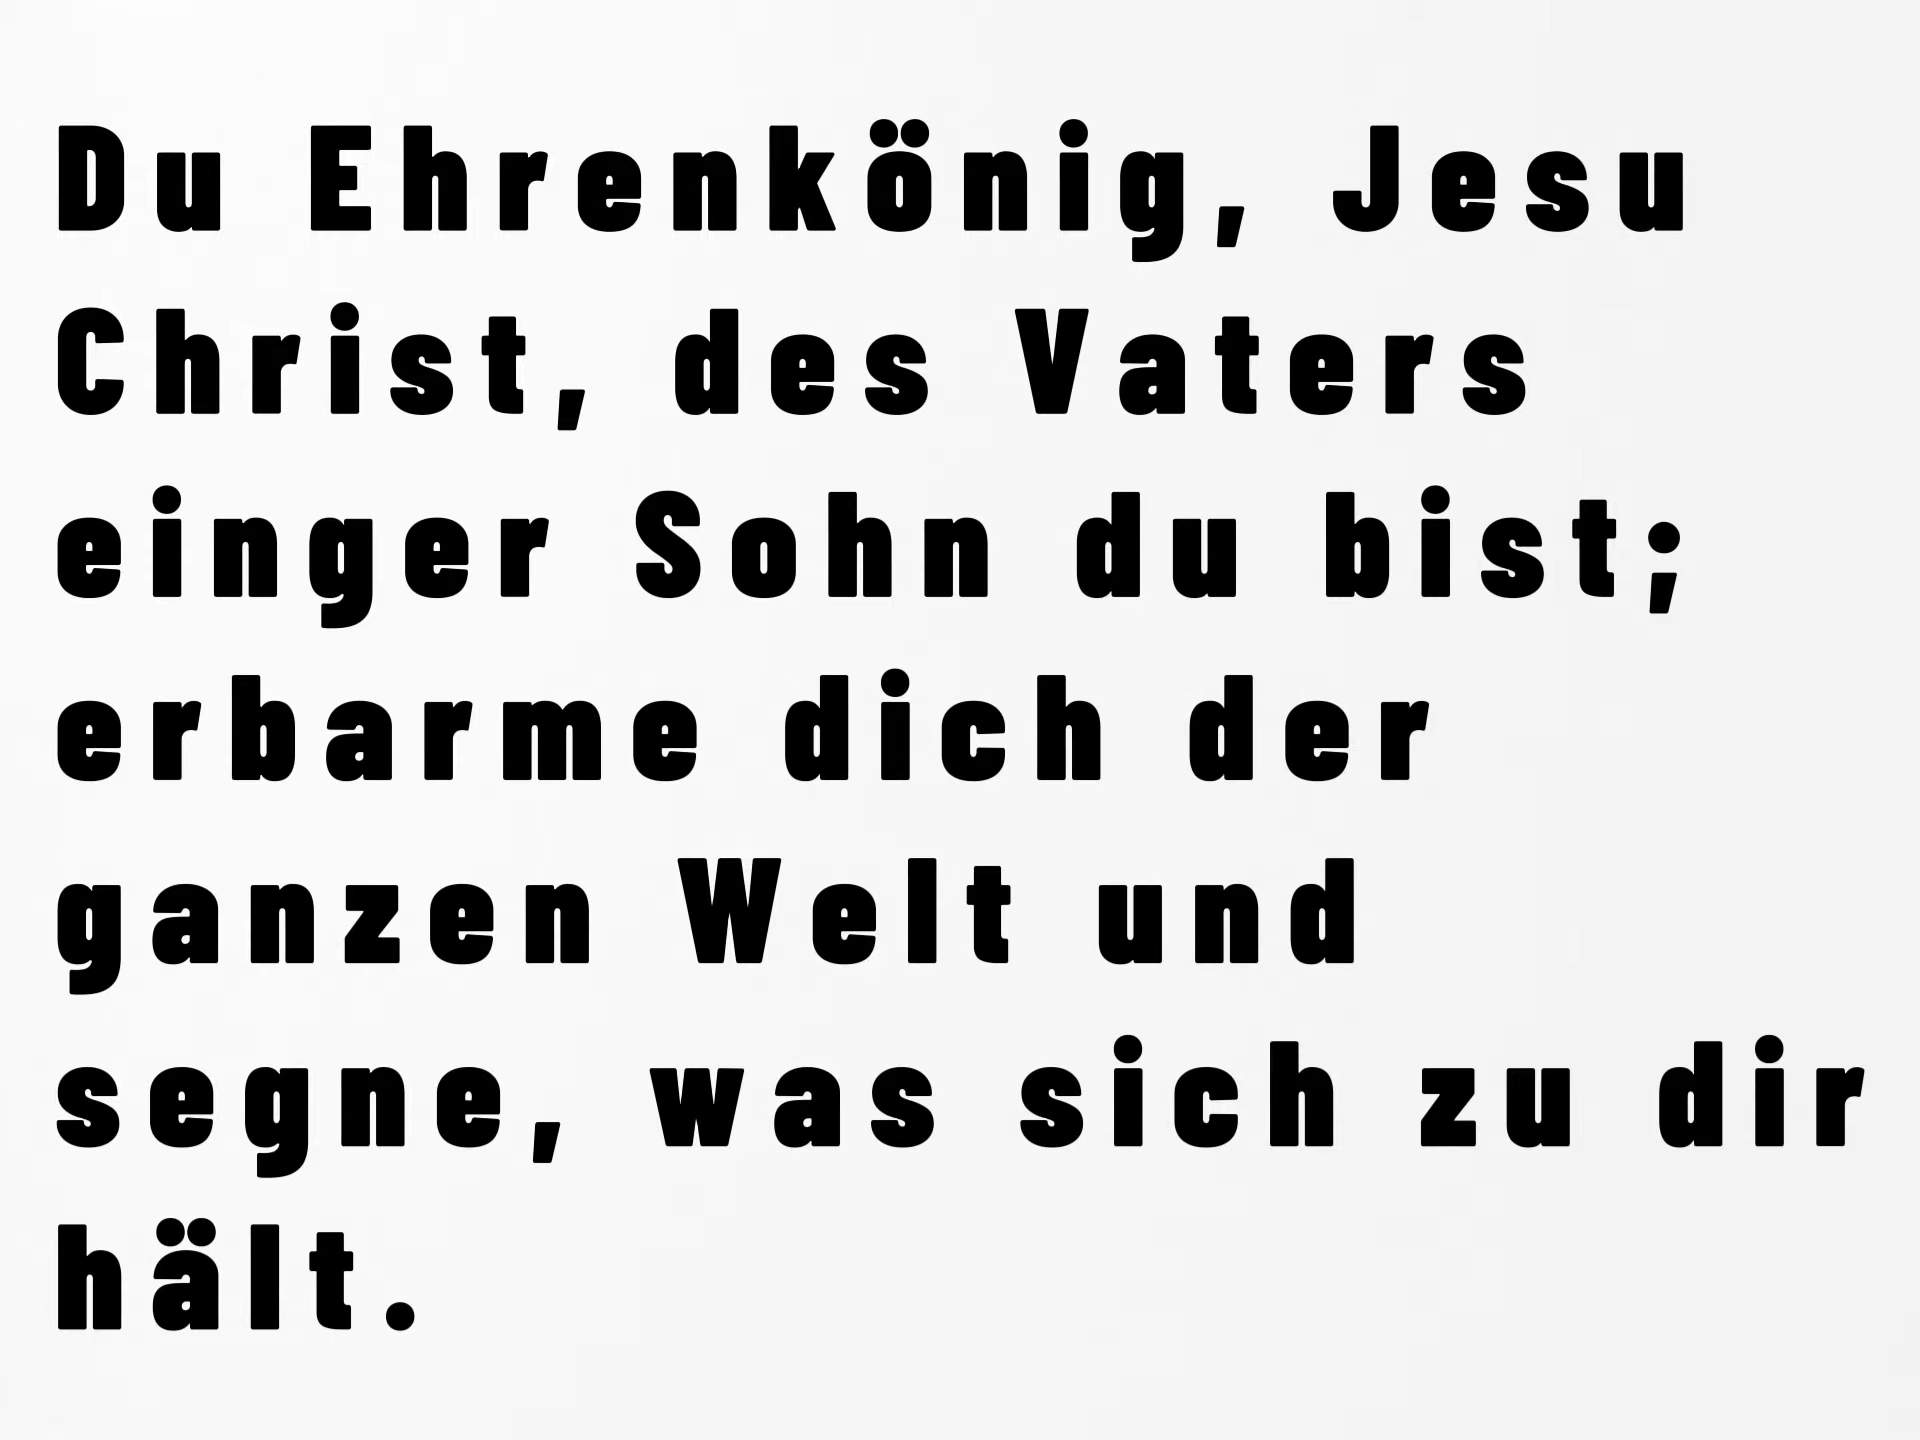 Du Ehrenkönig, Jesu
Christ, des Vaters
einger Sohn du bist;
erbarme dich der
ganzen Welt und
segne, was sich zu dir
hält.